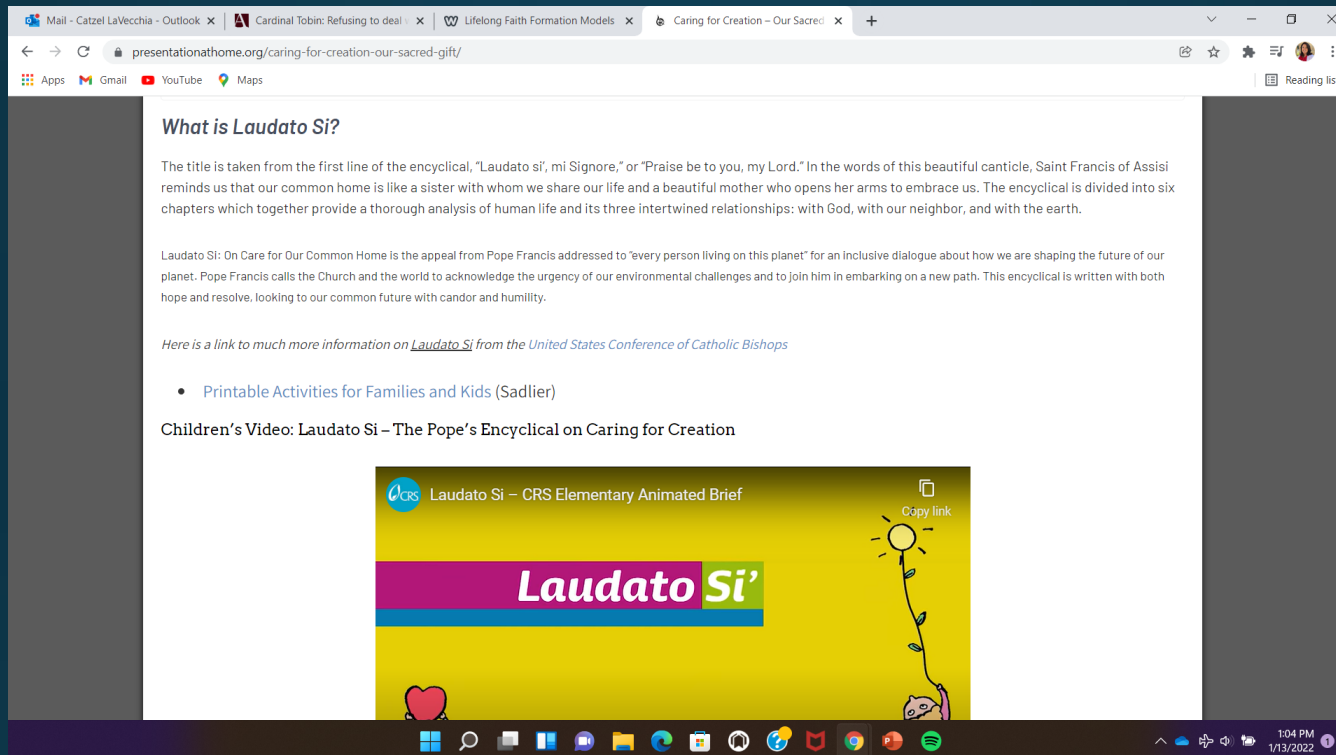 Mail - Catzel LaVecchia - Outlook
Cardinal Tobin: Refusing to deal
Lifelong Faith Formation Models
Caring for Creation – Our Sacred
presentationathome.org/caring-for-creation-our-sacred-gift/
Apps Gmail YouTube Maps
Reading lis
What is Laudato Si?
The title is taken from the first line of the encyclical, “Laudato si’, mi Signore,” or “Praise be to you, my Lord.” In the words of this beautiful canticle, Saint Francis of Assisi
reminds us that our common home is like a sister with whom we share our life and a beautiful mother who opens her arms to embrace us. The encyclical is divided into six
chapters which together provide a thorough analysis of human life and its three intertwined relationships: with God, with our neighbor, and with the earth.
Laudato Si: On Care for Our Common Home is the appeal from Pope Francis addressed to “every person living on this planet” for an inclusive dialogue about how we are shaping the future of our
planet. Pope Francis calls the Church and the world to acknowledge the urgency of our environmental challenges and to join him in embarking on a new path. This encyclical is written with both
hope and resolve, looking to our common future with candor and humility.
Here is a link to much more information on Laudato Si from the United States Conference of Catholic Bishops
• Printable Activities for Families and Kids (Sadlier)
Children’s Video: Laudato Si – The Pope’s Encyclical on Caring for Creation
CRS Laudato Si – CRS Elementary Animated Brief
Copy link
Laudato Si’
1:04 PM
1/13/2022
1